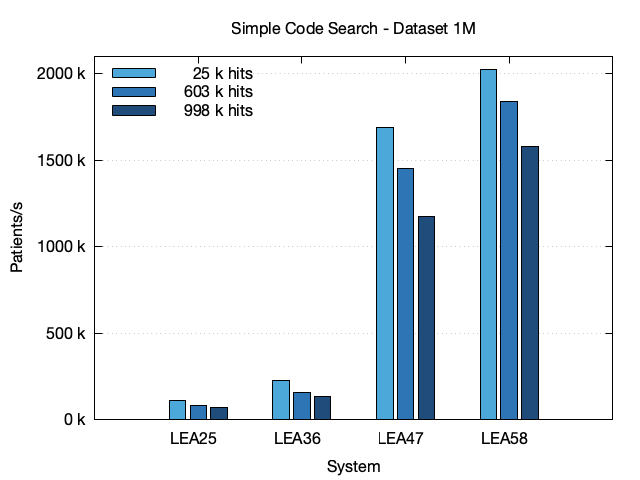 Simple Code Search - Dataset 1M
25 k hits
603 k hits
998 k hits
2000 k
1500 k
1000 k
500 k
0 k
Patients/s
LEA25 LEA36 LEA47 LEA58
System